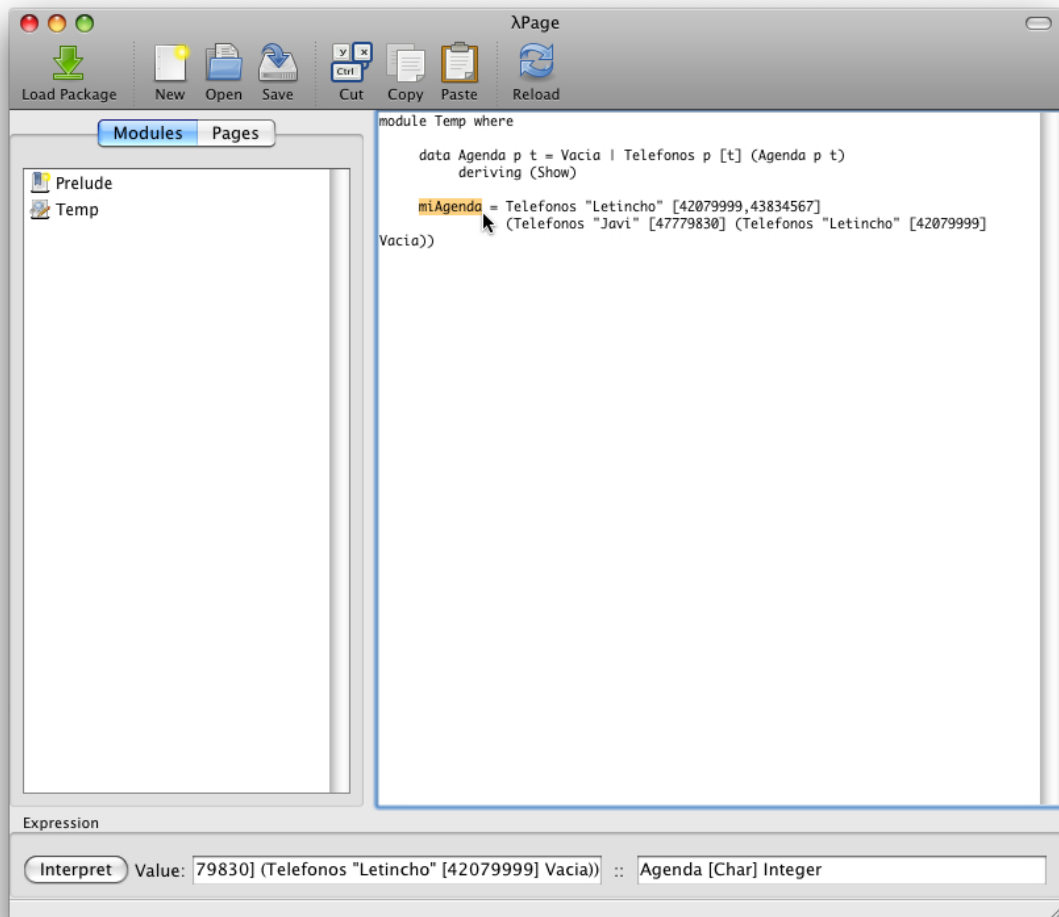 λPage
Load Package New Open Save Cut Copy Paste Reload
y x
Ctrl
Modules Pages
Prelude
Temp
module Temp where
data Agenda p t = Vacia | Telefonos p [t] (Agenda p t)
deriving (Show)
miAgenda = Telefonos "Letincho" [42079999,43834567]
(Telefonos "Javi" [47779830] (Telefonos "Letincho" [42079999]
Vacia))
Expression
Interpret Value: 79830] (Telefonos "Letincho" [42079999] Vacia)) :: Agenda [Char] Integer